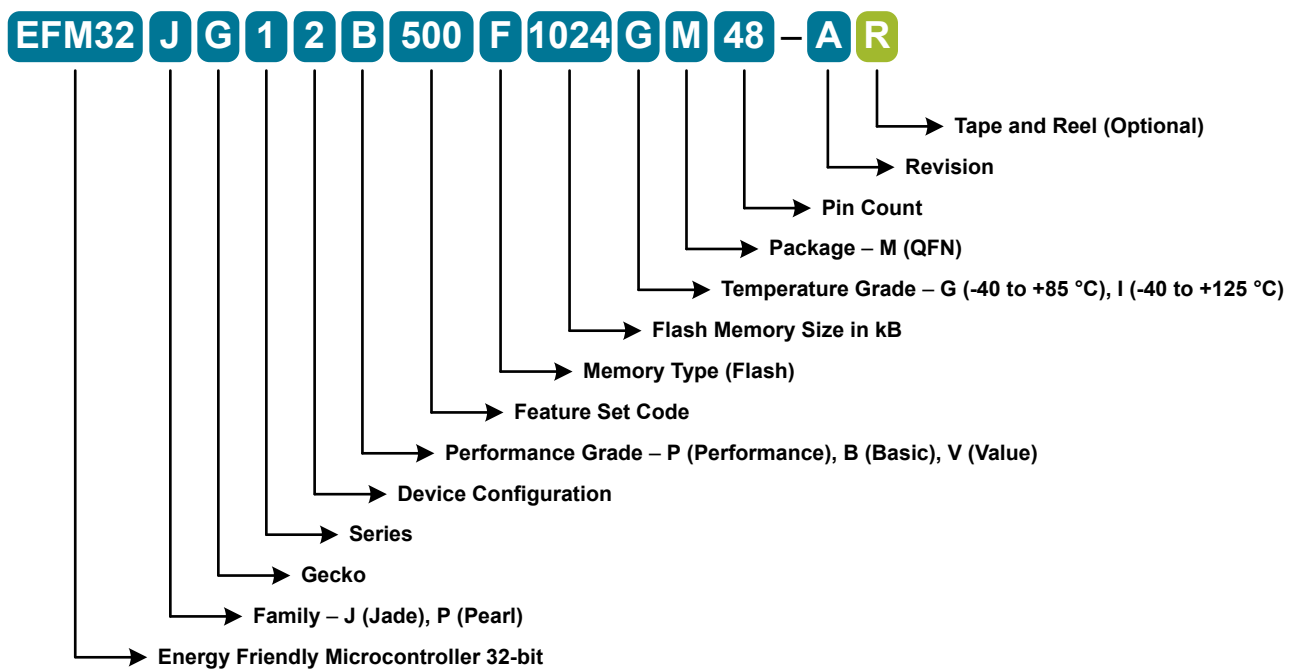 EFM32 J G 1 2 B 500 F 1024 G M 48 – A R
Tape and Reel (Optional)
Revision
Pin Count
Package – M (QFN)
Temperature Grade – G (-40 to +85 °C), I (-40 to +125 °C)
Flash Memory Size in kB
Memory Type (Flash)
Feature Set Code
Performance Grade – P (Performance), B (Basic), V (Value)
Device Configuration
Series
Gecko
Family – J (Jade), P (Pearl)
Energy Friendly Microcontroller 32-bit